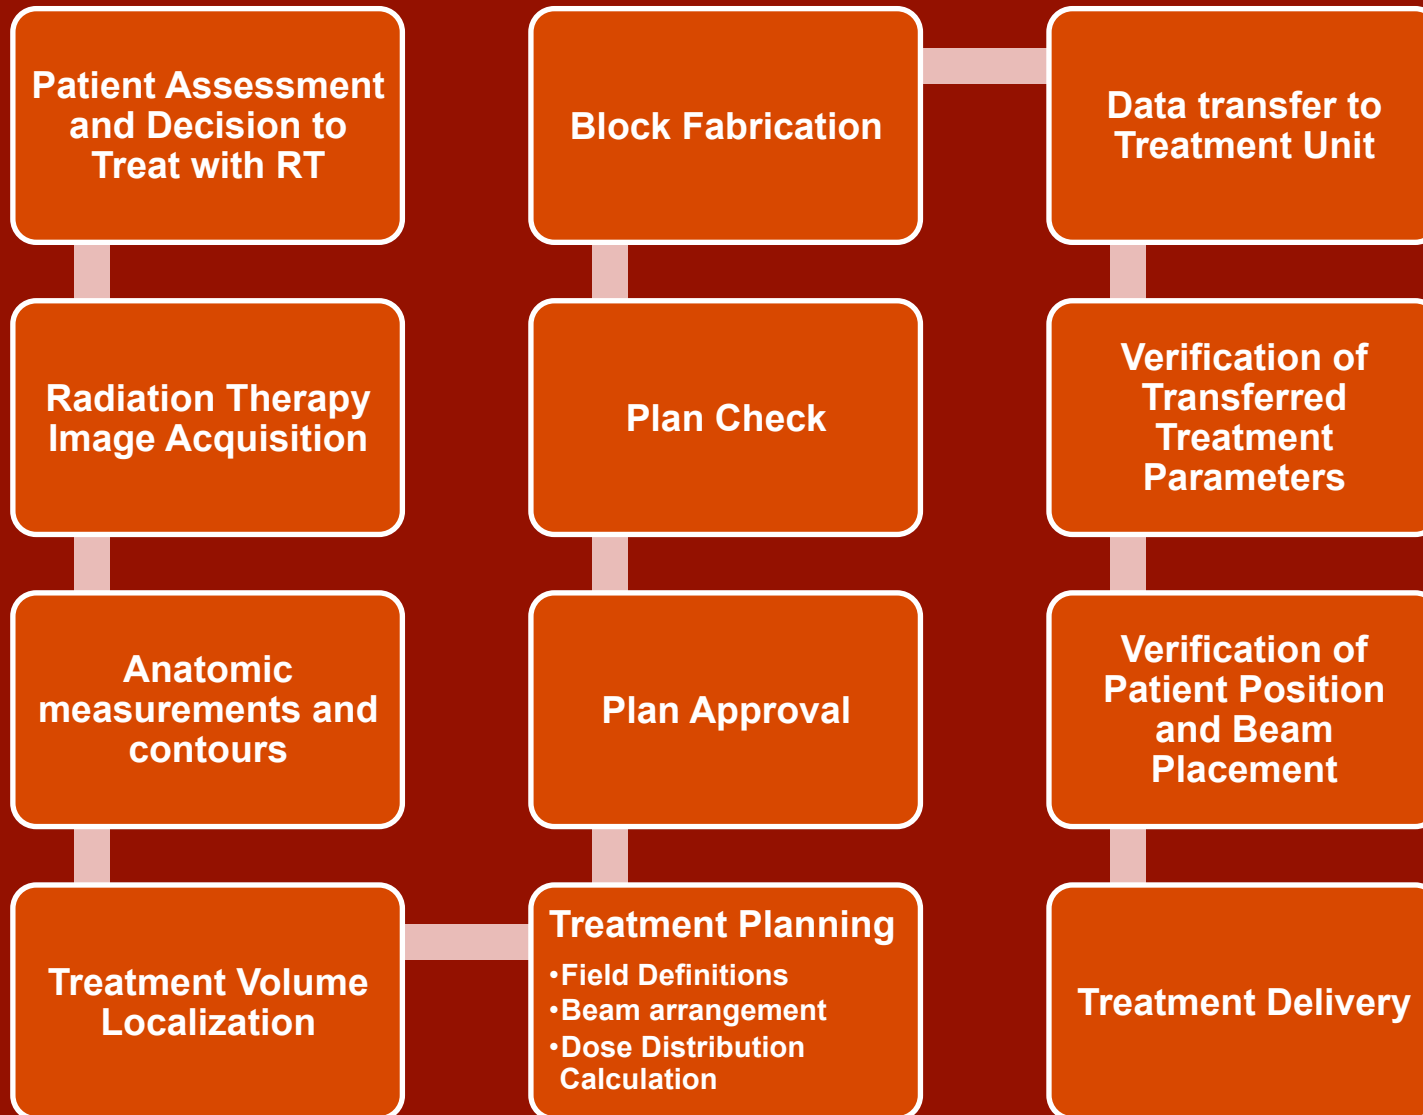 Patient Assessment
and Decision to
Treat with RT
Radiation Therapy
Image Acquisition
Anatomic
measurements and
contours
Treatment Volume
Localization
Treatment Planning
•Field Definitions
•Beam arrangement
•Dose Distribution
Calculation
Plan Approval
Plan Check
Block Fabrication
Data transfer to
Treatment Unit
Verification of
Transferred
Treatment
Parameters
Verification of
Patient Position
and Beam
Placement
Treatment Delivery